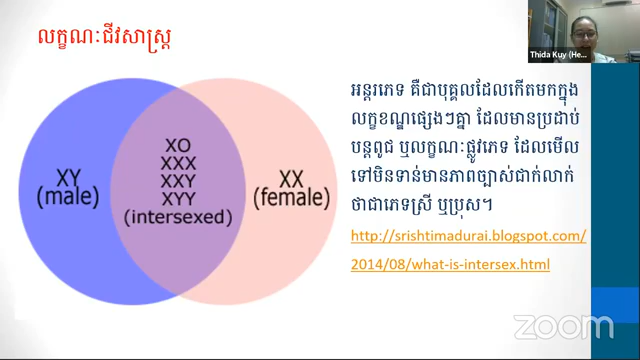 លក្ខណៈជីវសាស្ត្រ
Thida Kuy (He...
អន្តរភេទ គឺជាបុគ្គលដែលកើតមកក្នុង
លក្ខខណ្ឌផ្សេងៗគ្នា ដែលមានប្រដាប់
បន្តពូជ ឬលក្ខណៈផ្លូវភេទ ដែលមើល
ទៅមិនទាន់មានភាពច្បាស់ជាក់លាក់
ថាជាភេទស្រី ឬប្រុស។
http://srishtimadurai.blogspot.com/
2014/08/what-is-intersex.html
XY
(male)
XO
XXX
XXY
XYY
(intersexed)
XX
(female)
zoom